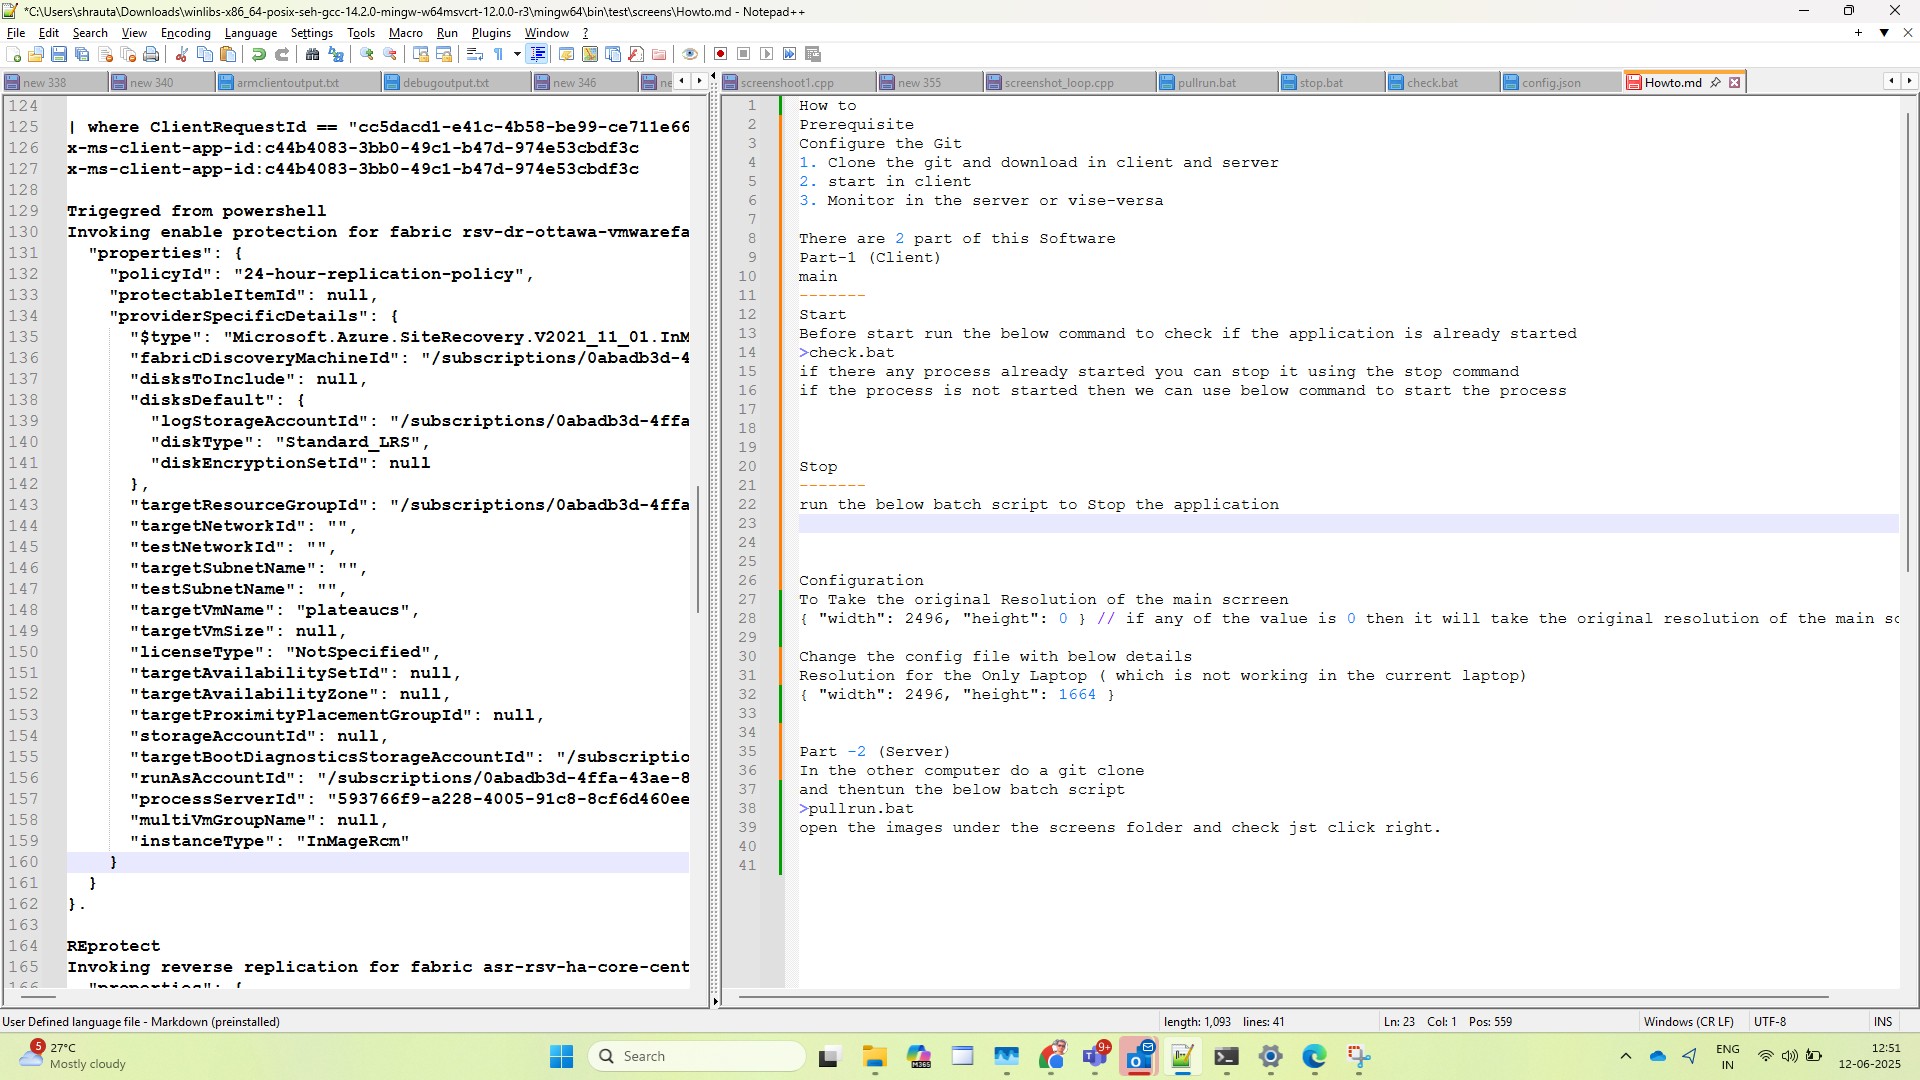 *C:\Users\shrauta\Downloads\winlibs-x86_64-posix-seh-gcc-14.2.0-mingw-w64msvcrt-12.0.0-r3\mingw64\bin\test\screens\Howto.md - Notepad++
File Edit Search View Encoding Language Settings Tools Macro Run Plugins Window ?
new 338 new 340 armclientoutput.txt debugoutput.txt new 346 ne
screenshoot1.cpp new 355 screenshot_loop.cpp pullrun.bat stop.bat check.bat config.json Howto.md
124
125 | where ClientRequestId == "cc5dacd1-e41c-4b58-be99-ce711e66
126 x-ms-client-app-id:c44b4083-3bb0-49c1-b47d-974e53cbdf3c
127 x-ms-client-app-id:c44b4083-3bb0-49c1-b47d-974e53cbdf3c
128
129 Trigegred from powershell
130 Invoking enable protection for fabric rsv-dr-ottawa-vmwarefa
131 "properties": {
132 "policyId": "24-hour-replication-policy",
133 "protectableItemId": null,
134 "providerSpecificDetails": {
135 "$type": "Microsoft.Azure.SiteRecovery.V2021_11_01.InM
136 "fabricDiscoveryMachineId": "/subscriptions/0abadb3d-4
137 "disksToInclude": null,
138 "disksDefault": {
139 "logStorageAccountId": "/subscriptions/0abadb3d-4ffa
140 "diskType": "Standard_LRS",
141 "diskEncryptionSetId": null
142 },
143 "targetResourceGroupId": "/subscriptions/0abadb3d-4ffa
144 "targetNetworkId": "",
145 "testNetworkId": "",
146 "targetSubnetName": "",
147 "testSubnetName": "",
148 "targetVmName": "plateaucs",
149 "targetVmSize": null,
150 "licenseType": "NotSpecified",
151 "targetAvailabilitySetId": null,
152 "targetAvailabilityZone": null,
153 "targetProximityPlacementGroupId": null,
154 "storageAccountId": null,
155 "targetBootDiagnosticsStorageAccountId": "/subscriptio
156 "runAsAccountId": "/subscriptions/0abadb3d-4ffa-43ae-8
157 "processServerId": "593766f9-a228-4005-91c8-8cf6d460ee
158 "multiVmGroupName": null,
159 "instanceType": "InMageRcm"
160 }
161 }
162 }.
163
164 REprotect
165 Invoking reverse replication for fabric asr-rsv-ha-core-cent
166 "properties": {
1 How to
2 Prerequisite
3 Configure the Git
4 1. Clone the git and download in client and server
5 2. start in client
6 3. Monitor in the server or vise-versa
7
8 There are 2 part of this Software
9 Part-1 (Client)
10 main
11 -------
12 Start
13 Before start run the below command to check if the application is already started
14 >check.bat
15 if there any process already started you can stop it using the stop command
16 if the process is not started then we can use below command to start the process
17
18
19
20 Stop
21 -------
22 run the below batch script to Stop the application
23
24
25
26 Configuration
27 To Take the original Resolution of the main scrreen
28 { "width": 2496, "height": 0 } // if any of the value is 0 then it will take the original resolution of the main sc
29
30 Change the config file with below details
31 Resolution for the Only Laptop ( which is not working in the current laptop)
32 { "width": 2496, "height": 1664 }
33
34
35 Part -2 (Server)
36 In the other computer do a git clone
37 and thentun the below batch script
38 >pullrun.bat
39 open the images under the screens folder and check jst click right.
40
41
User Defined language file - Markdown (preinstalled) length: 1,093 lines: 41 Ln: 23 Col: 1 Pos: 559 Windows (CR LF) UTF-8 INS
5
27°C
Mostly cloudy
Search
M365
9+
ENG
IN
12:51
12-06-2025